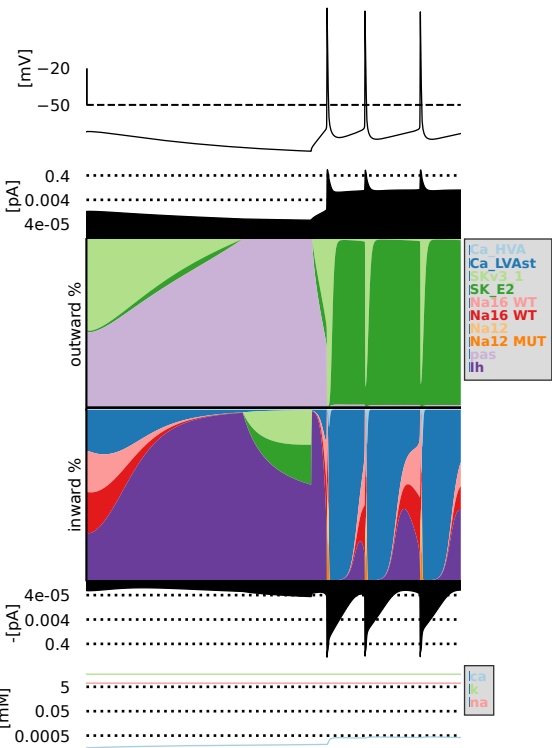 [mV]
−20
−50
[pA]
0.4
0.004
4e-05
outward %
Ca_HVA
Ca_LVAst
SKv3_1
SK_E2
Na16 WT
Na16 WT
Na12
Na12 MUT
pas
Ih
inward %
-[pA]
4e-05
0.004
0.4
[mM]
5
0.05
0.0005
ca
k
na